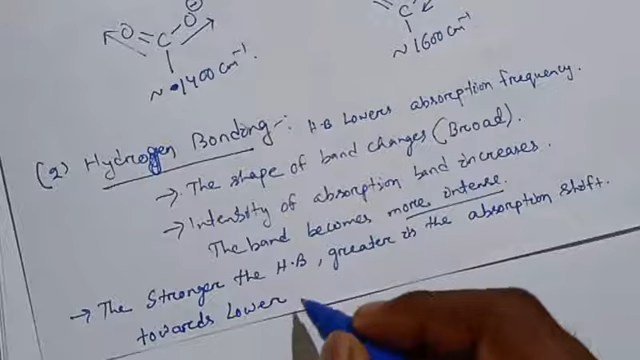 O=C-O⊖
~1400 cm⁻¹.
C
~1600 cm⁻¹
(2) Hydrogen Bonding-: H-B Lowers absorption frequency.
→ The shape of band changes (Broad).
→ Intensity of absorption band increases.
The band becomes more intense.
→ The Stronger the H-B, greater is the absorption shift.
towards Lower